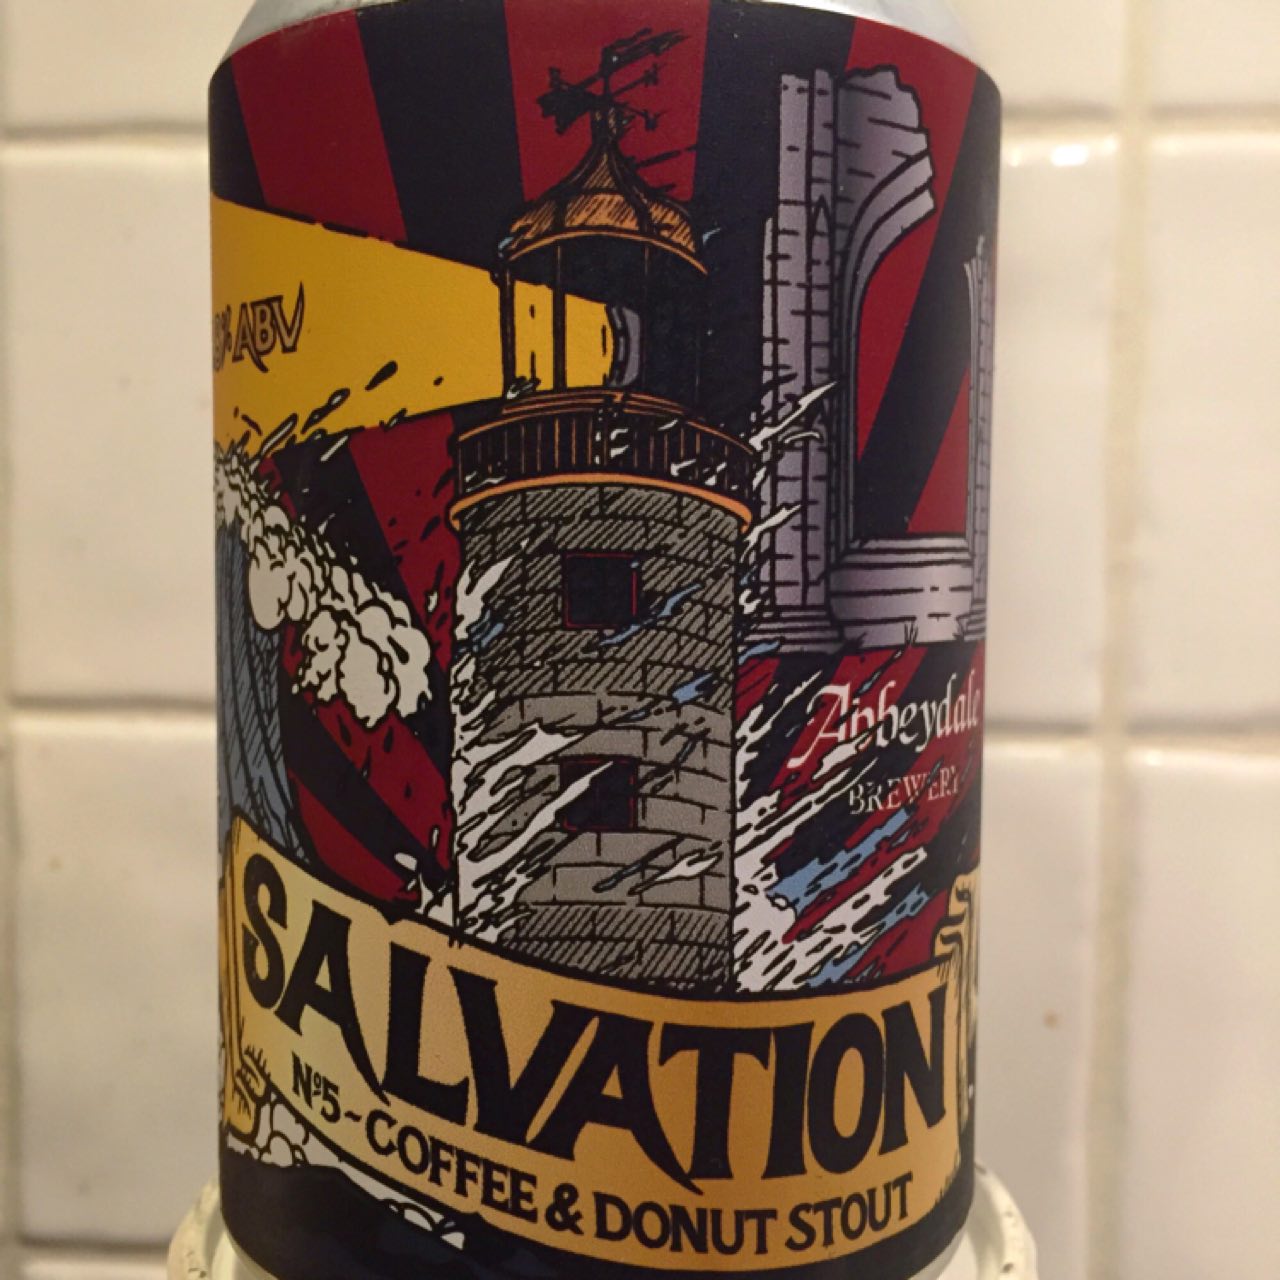 ABV
Abbeydale
BREWERY
SALVATION
Nº5~COFFEE & DONUT STOUT